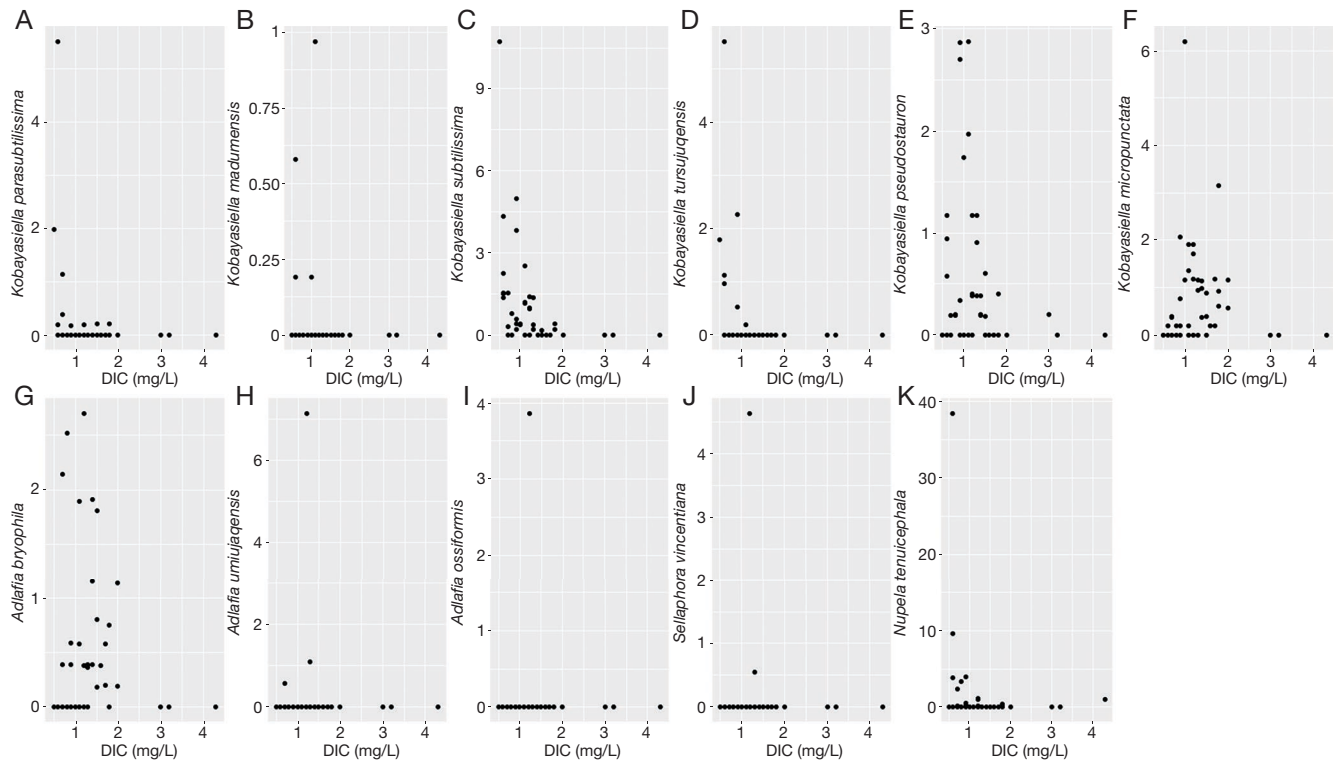 A
Kobayasiella parasubtilissima
4
2
0
1
2
3
4
DIC (mg/L)
B
Kobayasiella madumensis
1
0.75
0.50
0.25
0
1
2
3
4
DIC (mg/L)
C
Kobayasiella subtilissima
9
6
3
0
1
2
3
4
DIC (mg/L)
D
Kobayasiella tursujuqensis
4
2
0
1
2
3
4
DIC (mg/L)
E
Kobayasiella pseudostauron
3
2
1
0
1
2
3
4
DIC (mg/L)
F
Kobayasiella micropunctata
6
4
2
0
1
2
3
4
DIC (mg/L)
G
Adlafia bryophila
2
1
0
1
2
3
4
DIC (mg/L)
H
Adlafia umiujaqensis
6
4
2
0
1
2
3
4
DIC (mg/L)
I
Adlafia ossiformis
4
3
2
1
0
1
2
3
4
DIC (mg/L)
J
Sellaphora vincentiana
4
3
2
1
0
1
2
3
4
DIC (mg/L)
K
Nupela tenuicephala
40
30
20
10
0
1
2
3
4
DIC (mg/L)